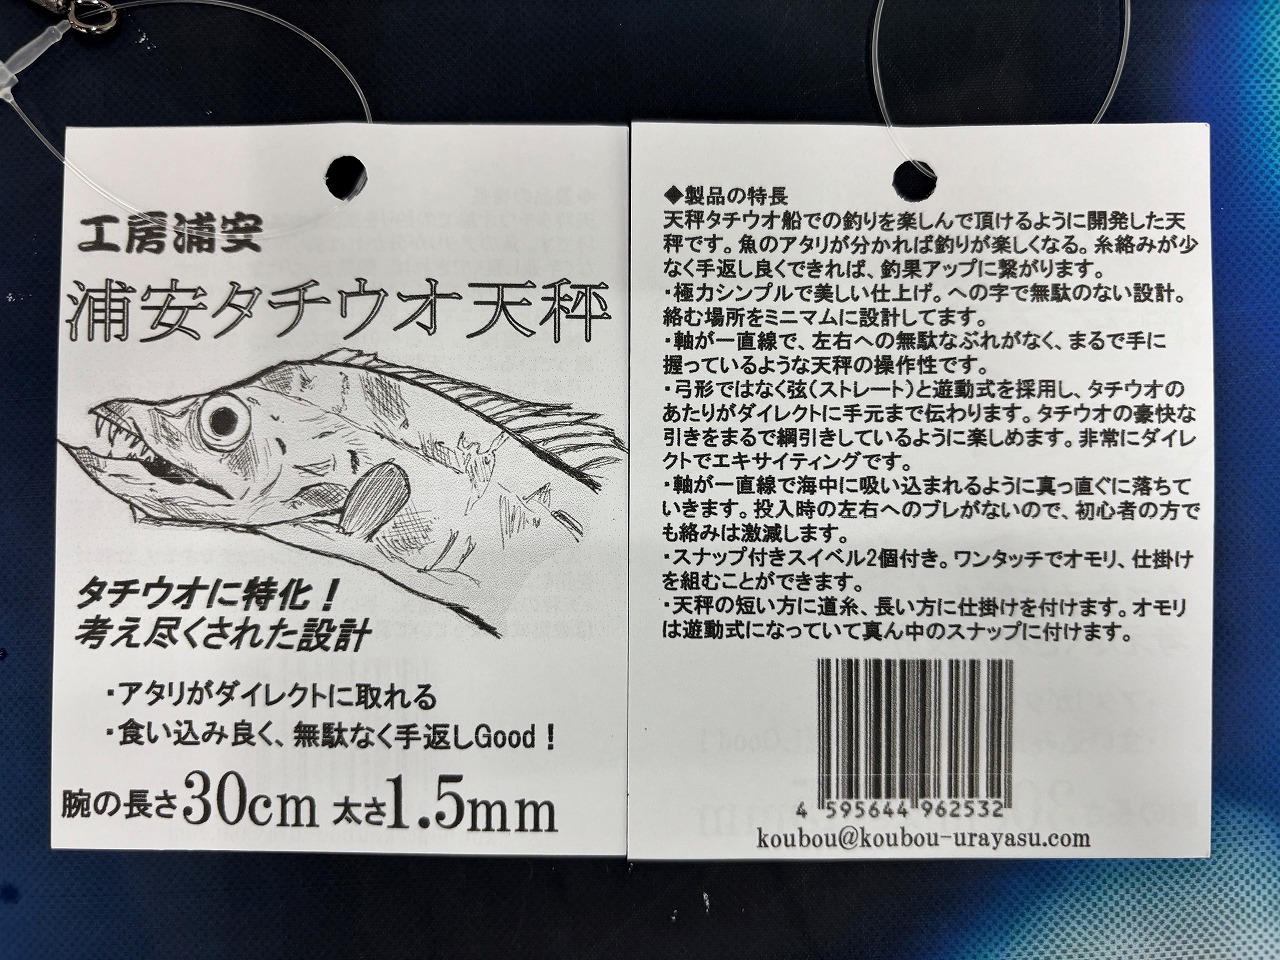 工房浦安
浦安タチウオ天秤
タチウオに特化！
考え尽くされた設計
・アタリがダイレクトに取れる
・食い込み良く、無駄なく手返しGood！
腕の長さ30cm 太さ1.5mm
◆製品の特長
天秤タチウオ船での釣りを楽しんで頂けるように開発した天
秤です。魚のアタリが分かれば釣りが楽しくなる。糸絡みが少
なく手返し良くできれば、釣果アップに繋がります。
・極力シンプルで美しい仕上げ。への字で無駄のない設計。
絡む場所をミニマムに設計してます。
・軸が一直線で、左右への無駄なぶれがなく、まるで手に
握っているような天秤の操作性です。
・弓形ではなく弦（ストレート）と遊動式を採用し、タチウオの
あたりがダイレクトに手元まで伝わります。タチウオの豪快な
引きをまるで綱引きしているように楽しめます。非常にダイレ
クトでエキサイティングです。
・軸が一直線で海中に吸い込まれるように真っ直ぐに落ちて
いきます。投入時の左右へのブレがないので、初心者の方で
も絡みは激減します。
・スナップ付きスイベル2個付き。ワンタッチでオモリ、仕掛け
を組むことができます。
・天秤の短い方に道糸、長い方に仕掛けを付けます。オモリ
は遊動式になっていて真ん中のスナップに付けます。
4 595644 962532
koubou@koubou-urayasu.com